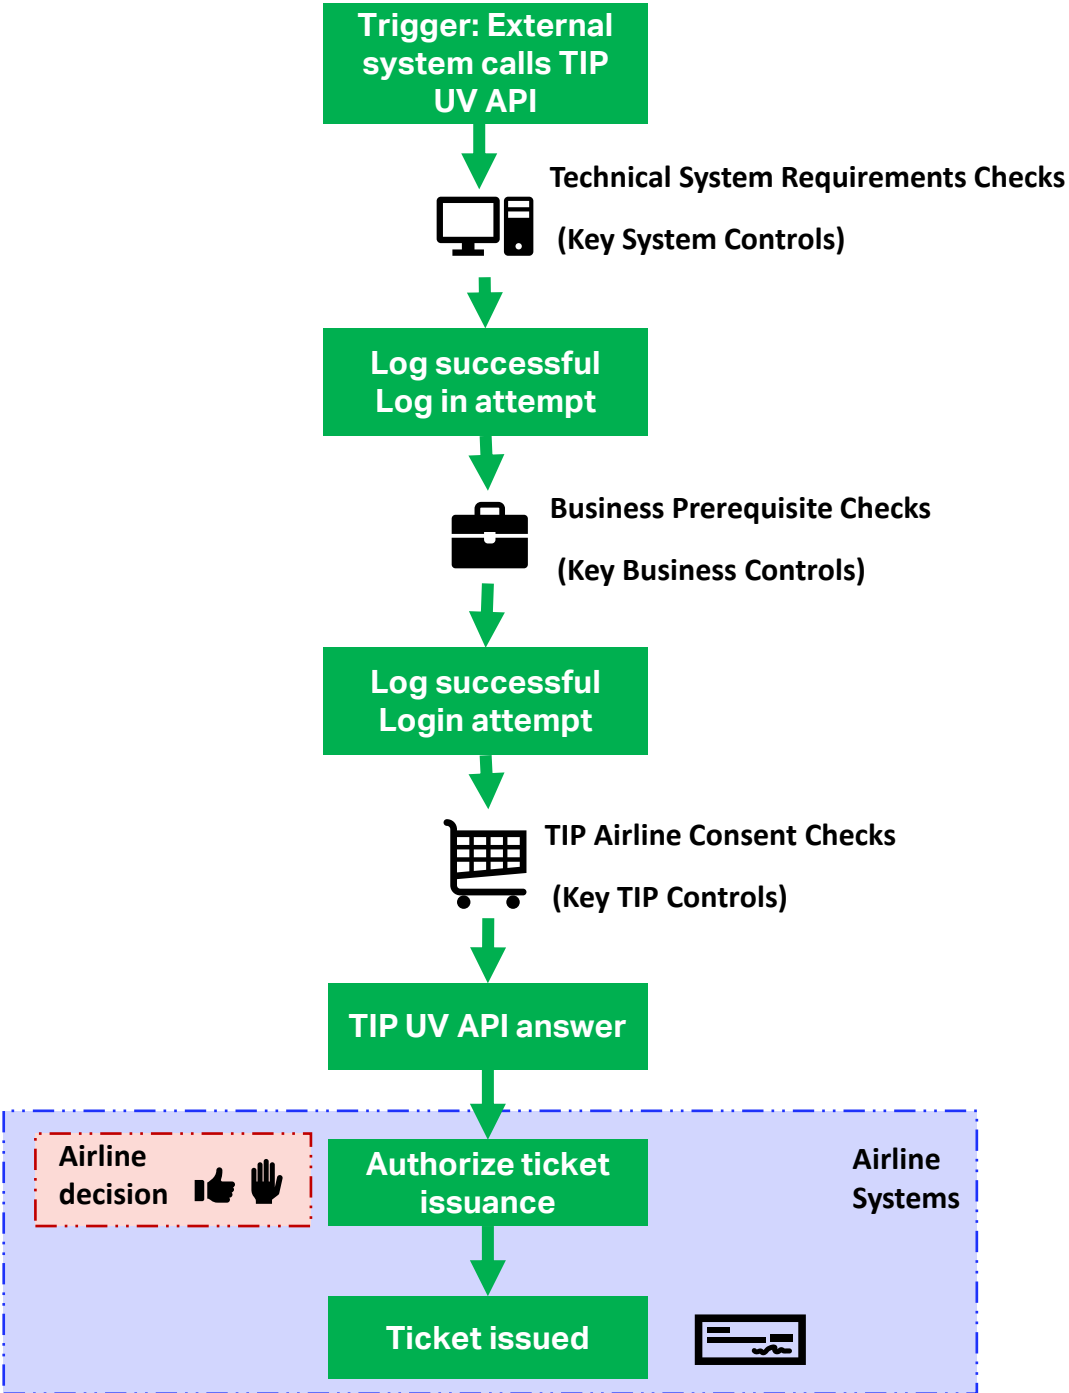 Trigger: External
system calls TIP
UV API
Technical System Requirements Checks
(Key System Controls)
Log successful
Log in attempt
Business Prerequisite Checks
(Key Business Controls)
Log successful
Login attempt
TIP Airline Consent Checks
(Key TIP Controls)
TIP UV API answer
Airline
decision
Authorize ticket
issuance
Airline
Systems
Ticket issued